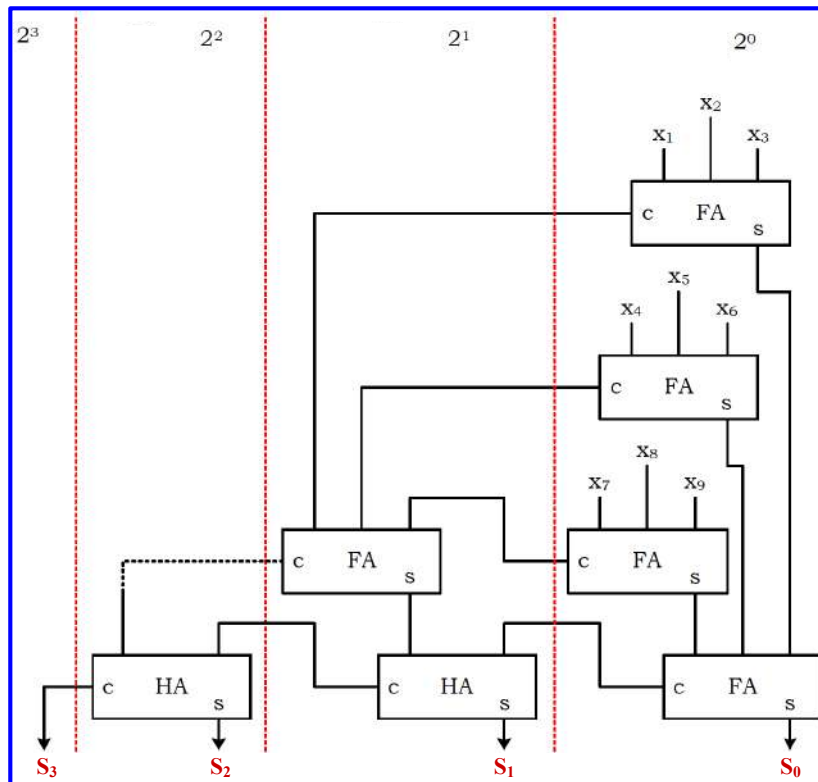 2³ 2² 2¹ 2⁰
x₂
x₁ x₃
c FA s
x₅
x₄ x₆
c FA s
x₈
x₇ x₉
c FA s c FA s
c HA s c HA s c FA s
S₃ S₂ S₁ S₀